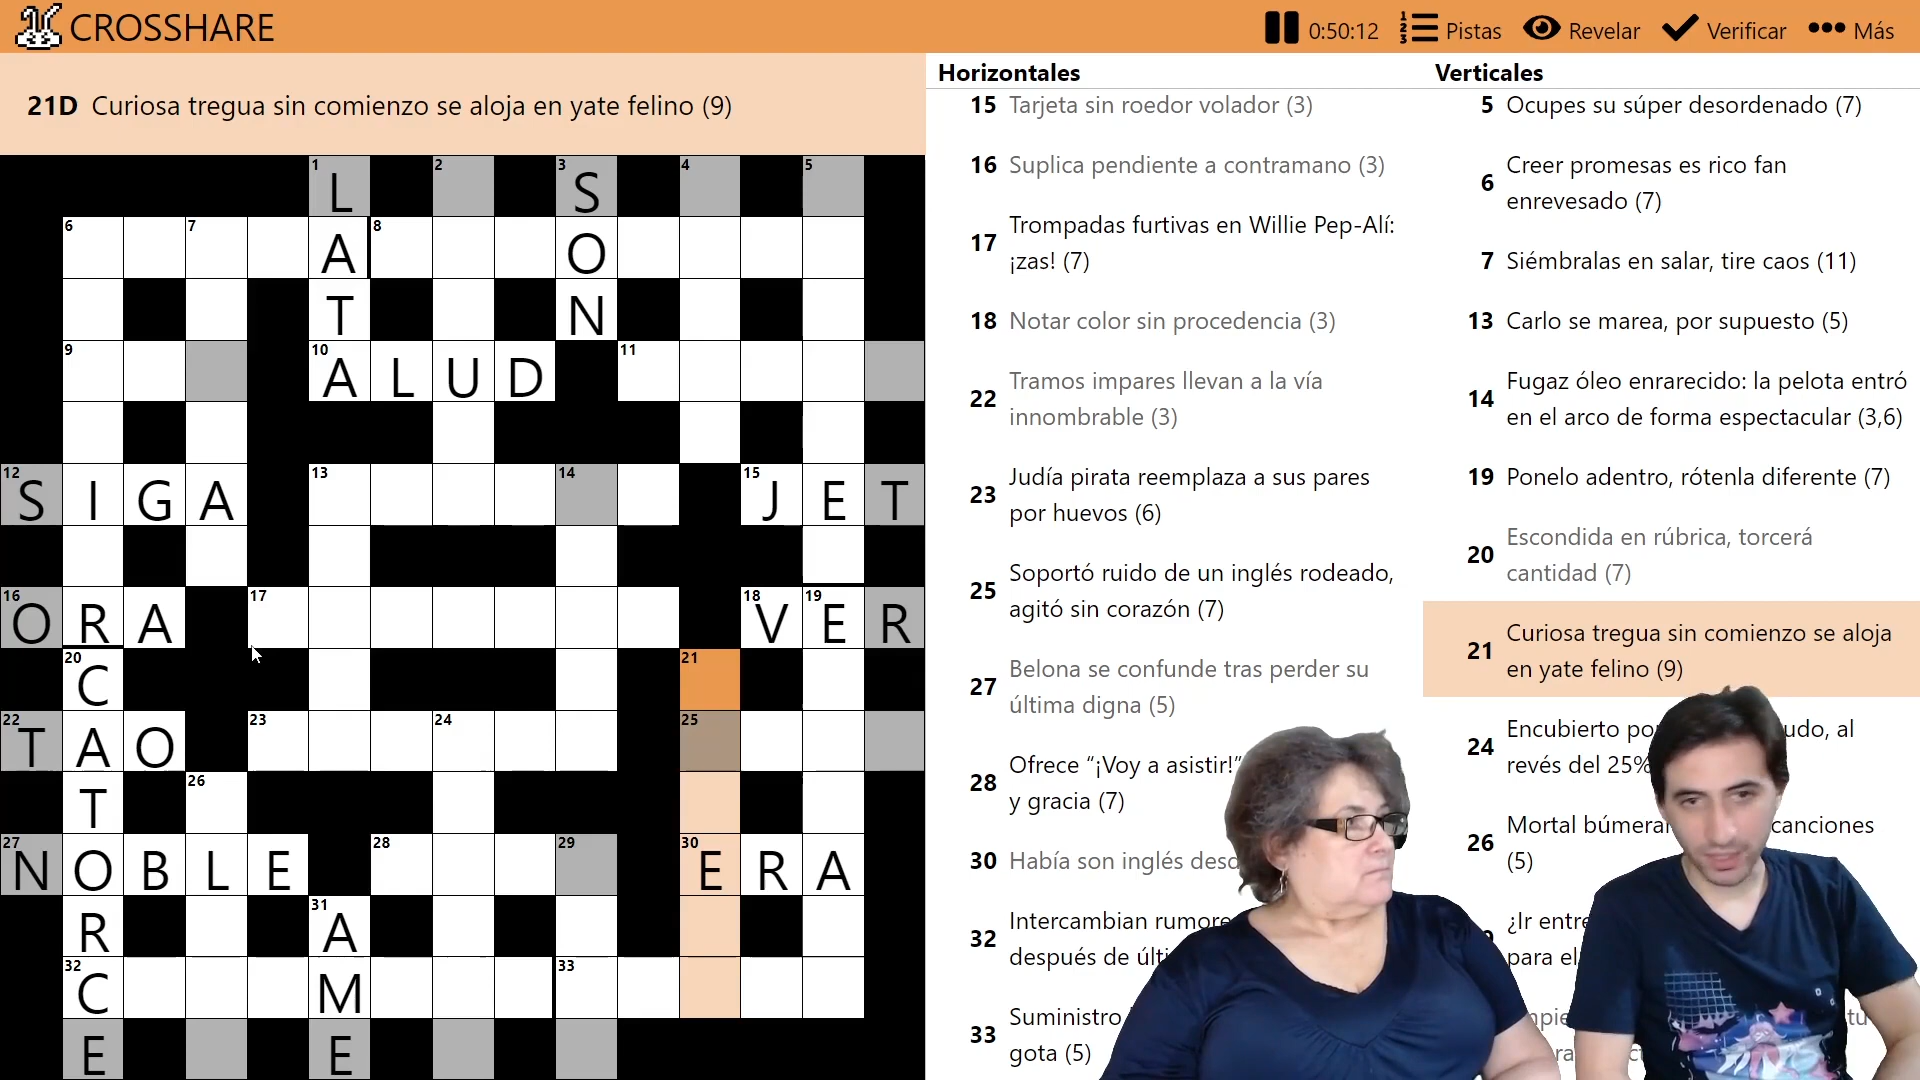 CROSSHARE
0:50:12
Pistas
Revelar
Verificar
Más
21D Curiosa tregua sin comienzo se aloja en yate felino (9)
1 L 2 3 S 4 5
6 7 A 8 O
T N
9 10 A L U D 11
12 S I G A 13 14 15 J E T
16 O R A 17 18 V 19 E R
20 C 21
22 T A O 23 24 25
T 26
27 N O B L E 28 29 30 E R A
R 31 A
32 C M 33
E E
Horizontales
15 Tarjeta sin roedor volador (3)
16 Suplica pendiente a contramano (3)
17 Trompadas furtivas en Willie Pep-Alí:
¡zas! (7)
18 Notar color sin procedencia (3)
22 Tramos impares llevan a la vía
innombrable (3)
23 Judía pirata reemplaza a sus pares
por huevos (6)
25 Soportó ruido de un inglés rodeado,
agitó sin corazón (7)
27 Belona se confunde tras perder su
última digna (5)
28 Ofrece “¡Voy a asistir!”
y gracia (7)
30 Había son inglés
32 Intercambian
después de
33 Suministro
gota (5)
Verticales
5 Ocupes su súper desordenado (7)
6 Creer promesas es rico fan
enrevesado (7)
7 Siémbralas en salar, tire caos (11)
13 Carlo se marea, por supuesto (5)
14 Fugaz óleo enrarecido: la pelota entró
en el arco de forma espectacular (3,6)
19 Ponelo adentro, rótenla diferente (7)
20 Escondida en rúbrica, torcerá
cantidad (7)
21 Curiosa tregua sin comienzo se aloja
en yate felino (9)
24 Encubierto al
revés del 25%
26 Mortal canciones
(5)
¿Ir entre
para el